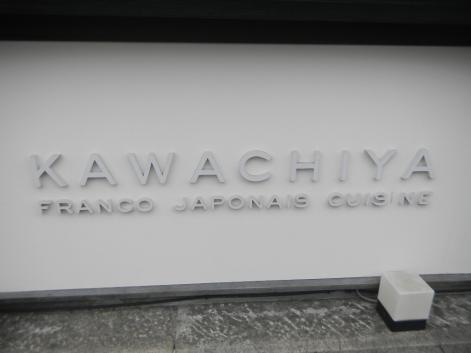 KAWACHIYA
FRANCO JAPONAIS CUISINE